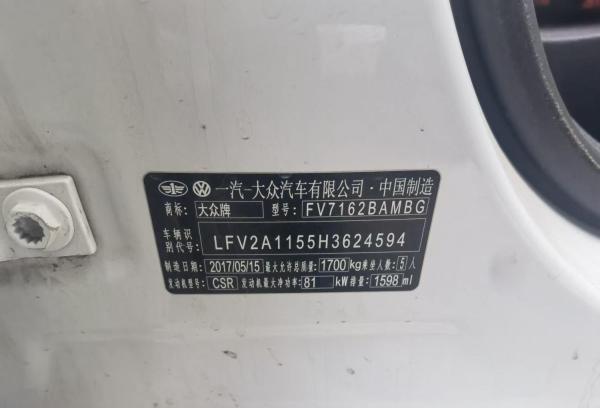 一汽-大众汽车有限公司·中国制造
商标: 大众牌 型号: FV7162BAMBG
车辆识别代号: LFV2A1155H3624594
制造日期: 2017/05/15 最大允许总质量: 1700 kg 乘坐人数: 5 人
发动机型号: CSR 发动机最大净功率: 81 kW 排量: 1598 ml